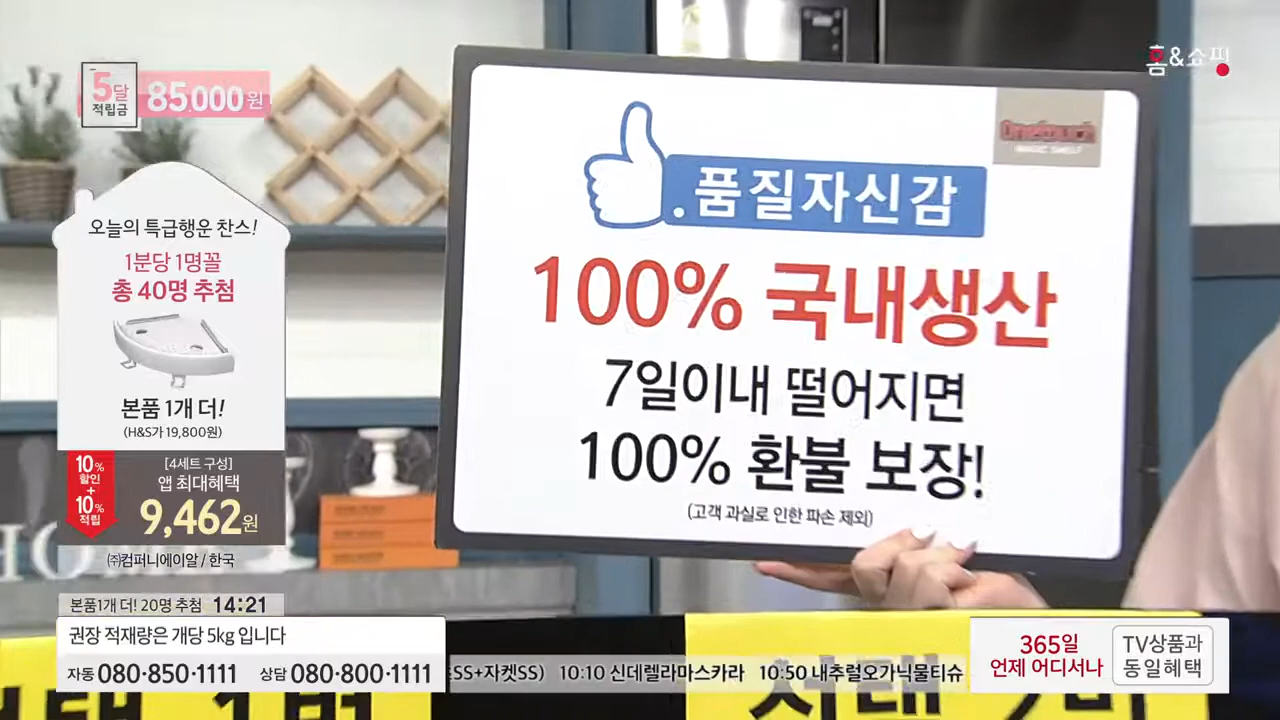 5달
적립금
85,000원
홈&쇼핑
오늘의 특급행운 찬스!
1분당 1명꼴
총 40명 추첨
본품 1개 더!
(H&S가 19,800원)
10%
할인
+
10%
적립
[4세트 구성]
앱 최대혜택
9,462원
㈜컴퍼니에이알 / 한국
본품1개 더! 20명 추첨 14:21
권장 적재량은 개당 5kg 입니다
자동 080·850·1111 상담 080·800·1111
SS+자켓SS) 10:10 신데렐라마스카라 10:50 내추럴오가닉물티슈
365일
언제 어디서나
TV상품과
동일혜택
MAGIC SHELF
품질자신감
100% 국내생산
7일이내 떨어지면
100% 환불 보장!
(고객 과실로 인한 파손 제외)